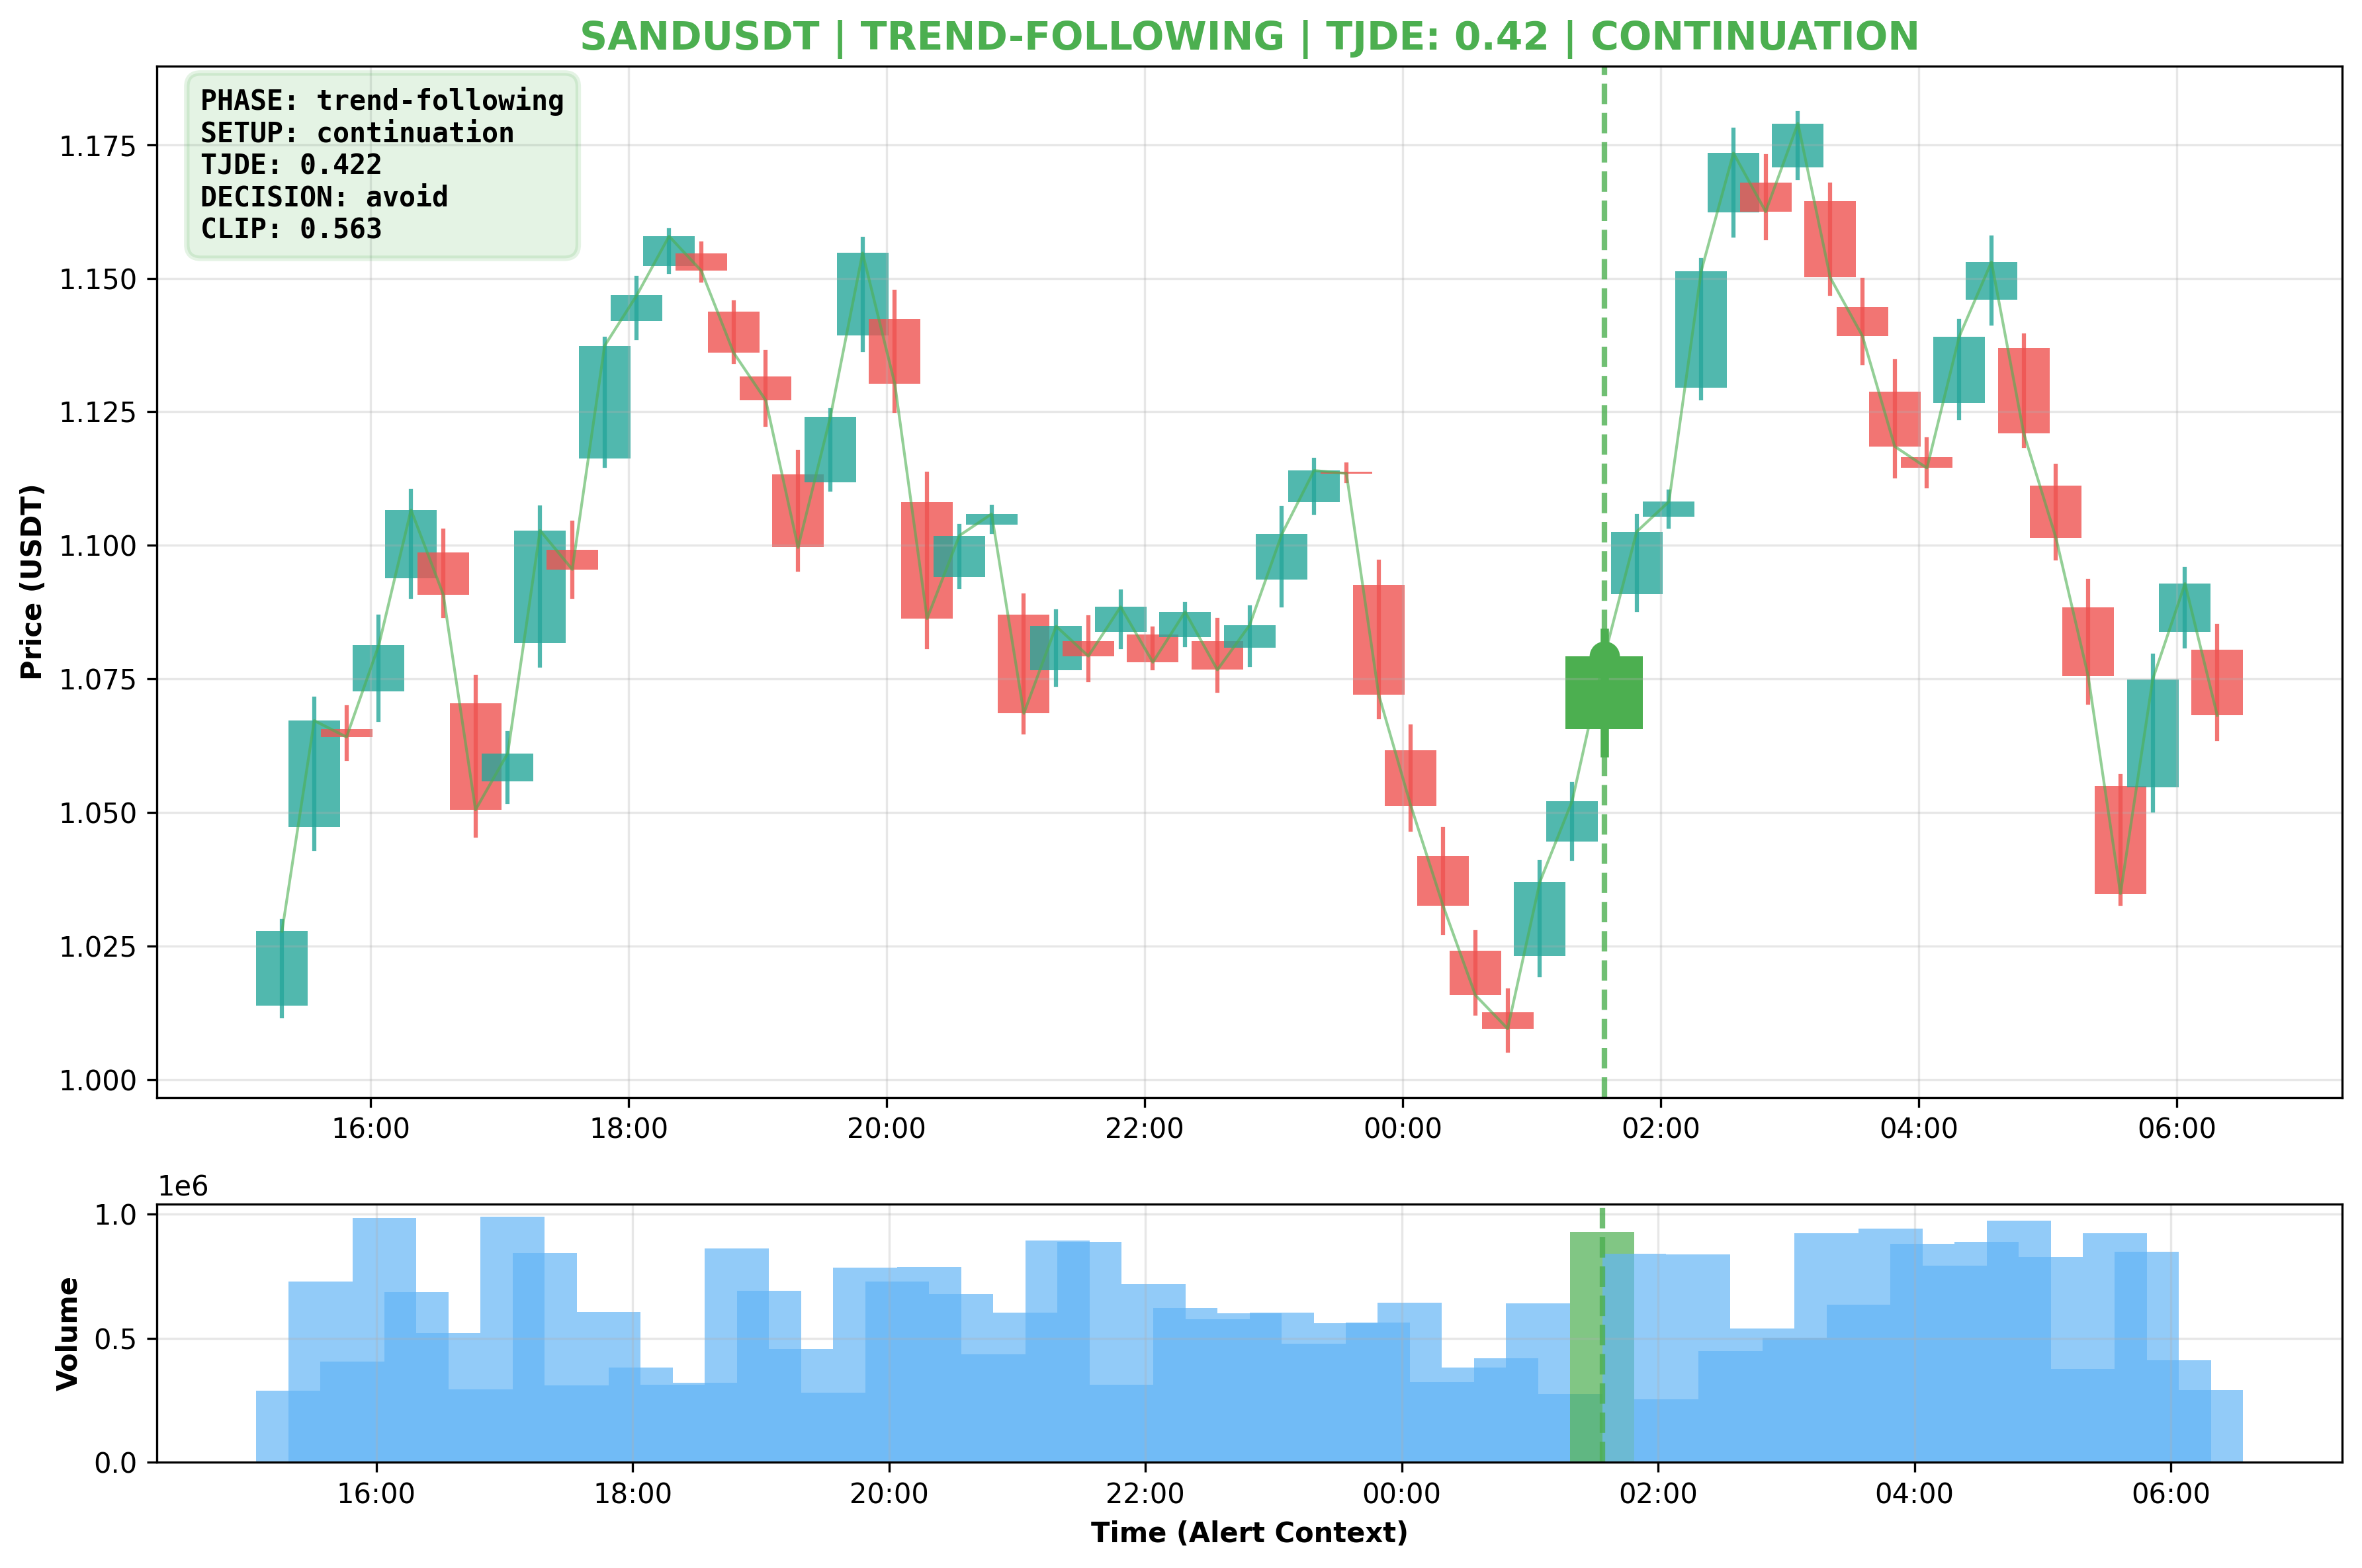 SANDUSDT | TREND-FOLLOWING | TJDE: 0.42 | CONTINUATION
PHASE: trend-following
SETUP: continuation
TJDE: 0.422
DECISION: avoid
CLIP: 0.563
Price (USDT)
1.175
1.150
1.125
1.100
1.075
1.050
1.025
1.000
16:00 18:00 20:00 22:00 00:00 02:00 04:00 06:00
1e6
Volume
1.0
0.5
0.0
16:00 18:00 20:00 22:00 00:00 02:00 04:00 06:00
Time (Alert Context)